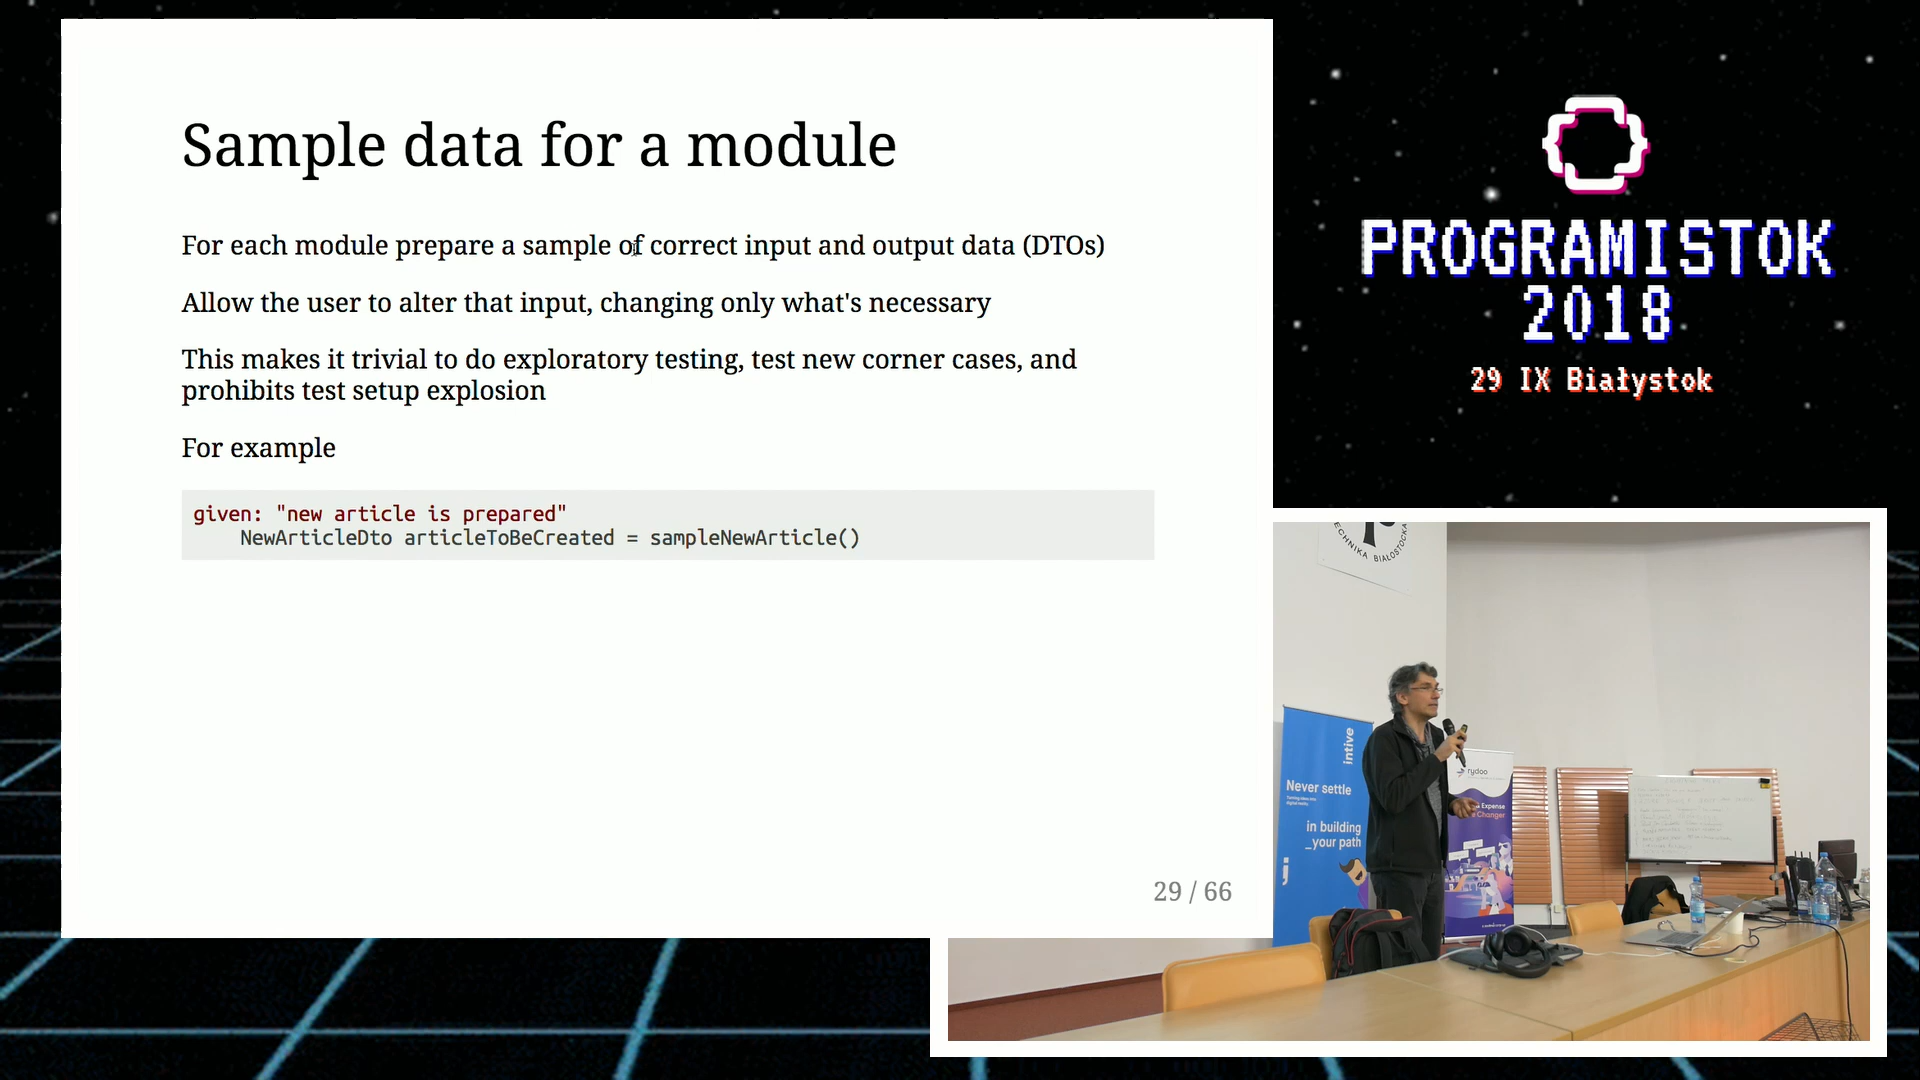 Sample data for a module
For each module prepare a sample of correct input and output data (DTOs)
Allow the user to alter that input, changing only what's necessary
This makes it trivial to do exploratory testing, test new corner cases, and
prohibits test setup explosion
For example
given: "new article is prepared"
NewArticleDto articleToBeCreated = sampleNewArticle()
29 / 66
PROGRAMISTOK
2018
29 IX Białystok
intive
Never settle
in building
_your path
rydoo
Expense
Changer